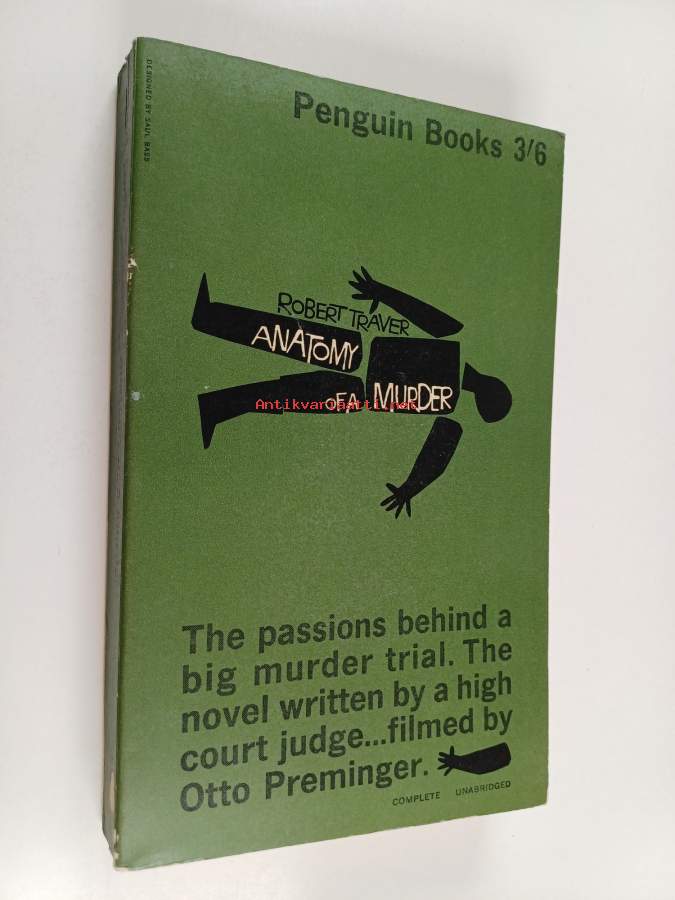 DESIGNED BY SAUL BASS
Penguin Books 3/6
ROBERT TRAVER
ANATOMY
OF A MURDER
Antikvariaatti.net
The passions behind a
big murder trial. The
novel written by a high
court judge...filmed by
Otto Preminger.
COMPLETE UNABRIDGED